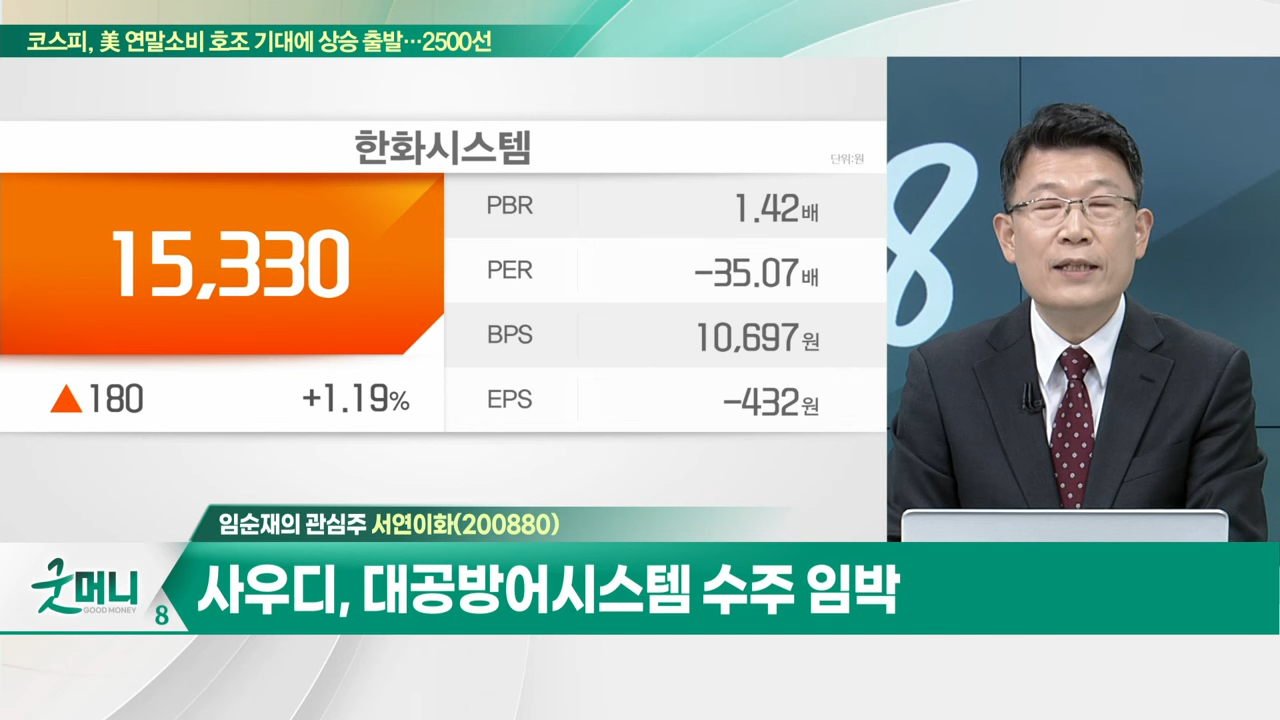 코스피, 美 연말소비 호조 기대에 상승 출발…2500선
한화시스템
단위:원
15,330
▲180 +1.19%
PBR 1.42배
PER -35.07배
BPS 10,697원
EPS -432원
8
임순재의 관심주 서연이화(200880)
굿머니
GOOD MONEY
8
사우디, 대공방어시스템 수주 임박